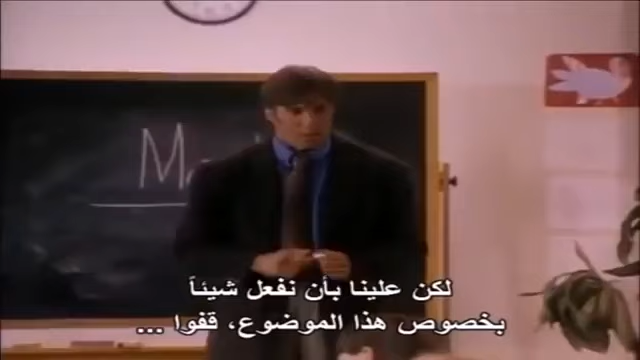 لكن علينا بأن نفعل شيئاً
بخصوص هذا الموضوع، قفوا ...